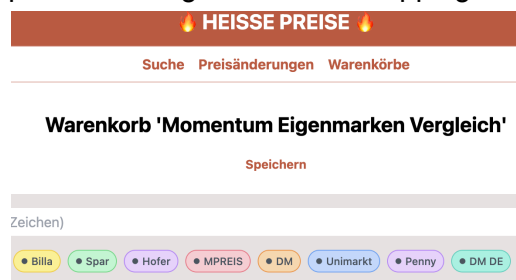 🔥 HEISSE PREISE 🔥
Suche Preisänderungen Warenkörbe
Warenkorb 'Momentum Eigenmarken Vergleich'
Speichern
Zeichen)
Billa Spar Hofer MPREIS DM Unimarkt Penny DM DE